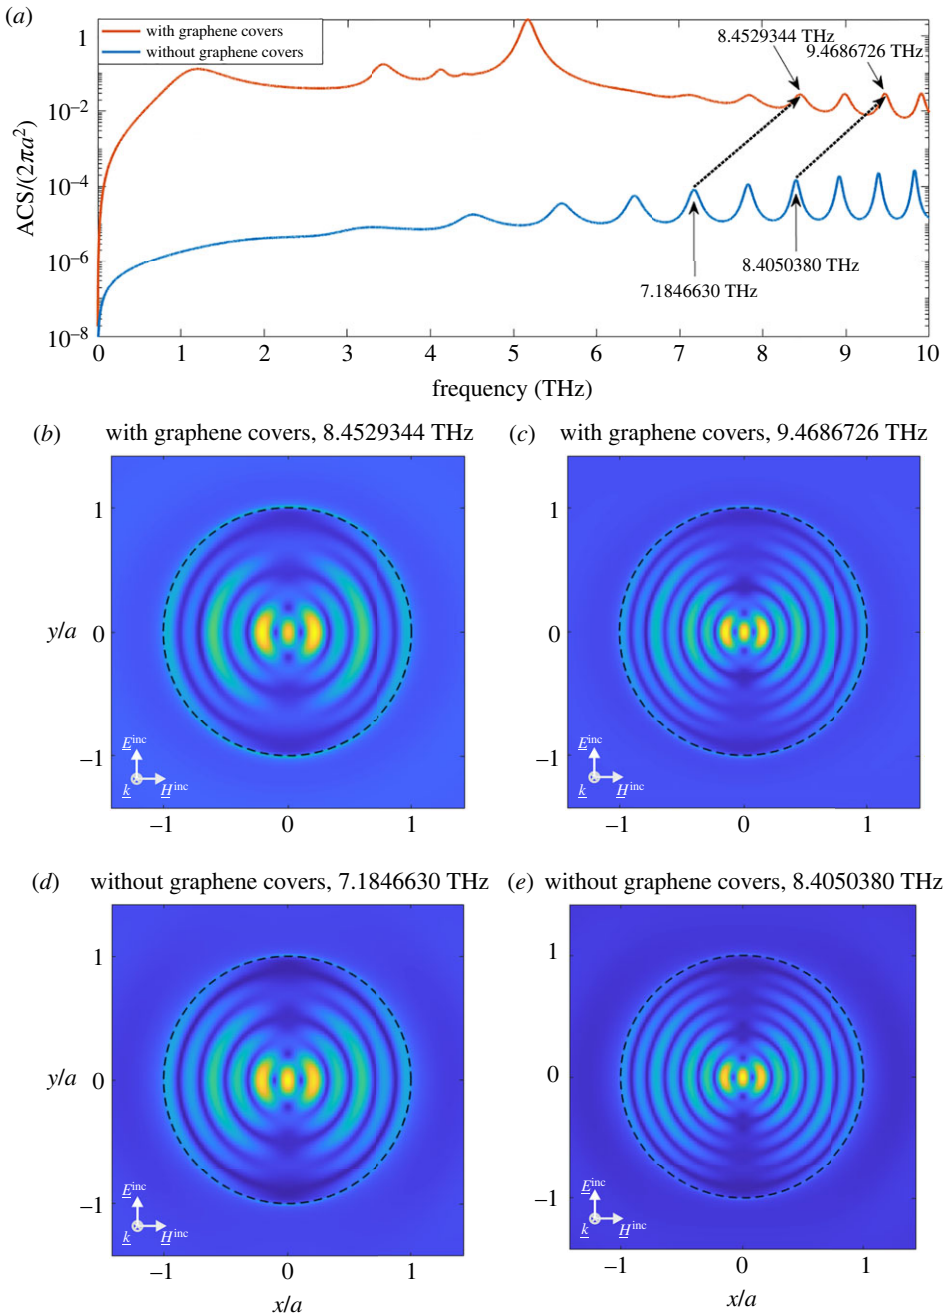 (a)
1
10⁻²
10⁻⁴
10⁻⁶
10⁻⁸
ACS/(2πa²)
with graphene covers
without graphene covers
8.4529344 THz
9.4686726 THz
7.1846630 THz
8.4050380 THz
0 1 2 3 4 5 6 7 8 9 10
frequency (THz)
(b) with graphene covers, 8.4529344 THz
(c) with graphene covers, 9.4686726 THz
1
y/a 0
–1
E^inc
k H^inc
–1 0 1
1
0
–1
E^inc
k H^inc
–1 0 1
(d) without graphene covers, 7.1846630 THz
(e) without graphene covers, 8.4050380 THz
1
y/a 0
–1
E^inc
k H^inc
–1 0 1
x/a
1
0
–1
E^inc
k H^inc
–1 0 1
x/a